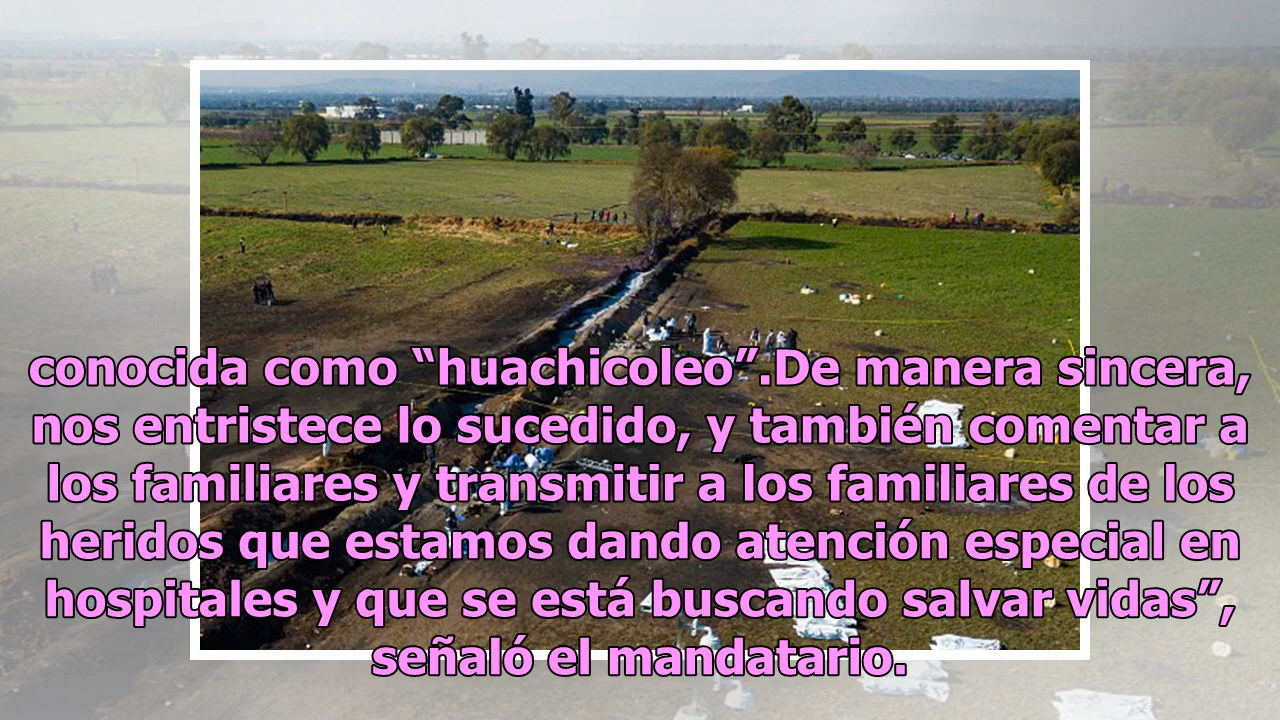 conocida como “huachicoleo”.De manera sincera,
nos entristece lo sucedido, y también comentar a
los familiares y transmitir a los familiares de los
heridos que estamos dando atención especial en
hospitales y que se está buscando salvar vidas”,
señaló el mandatario.